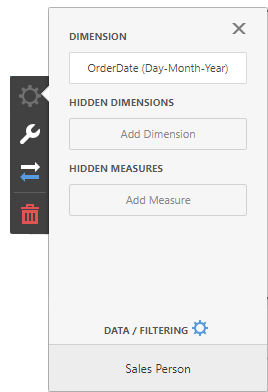 DIMENSION
OrderDate (Day-Month-Year)
HIDDEN DIMENSIONS
Add Dimension
HIDDEN MEASURES
Add Measure
DATA / FILTERING
Sales Person